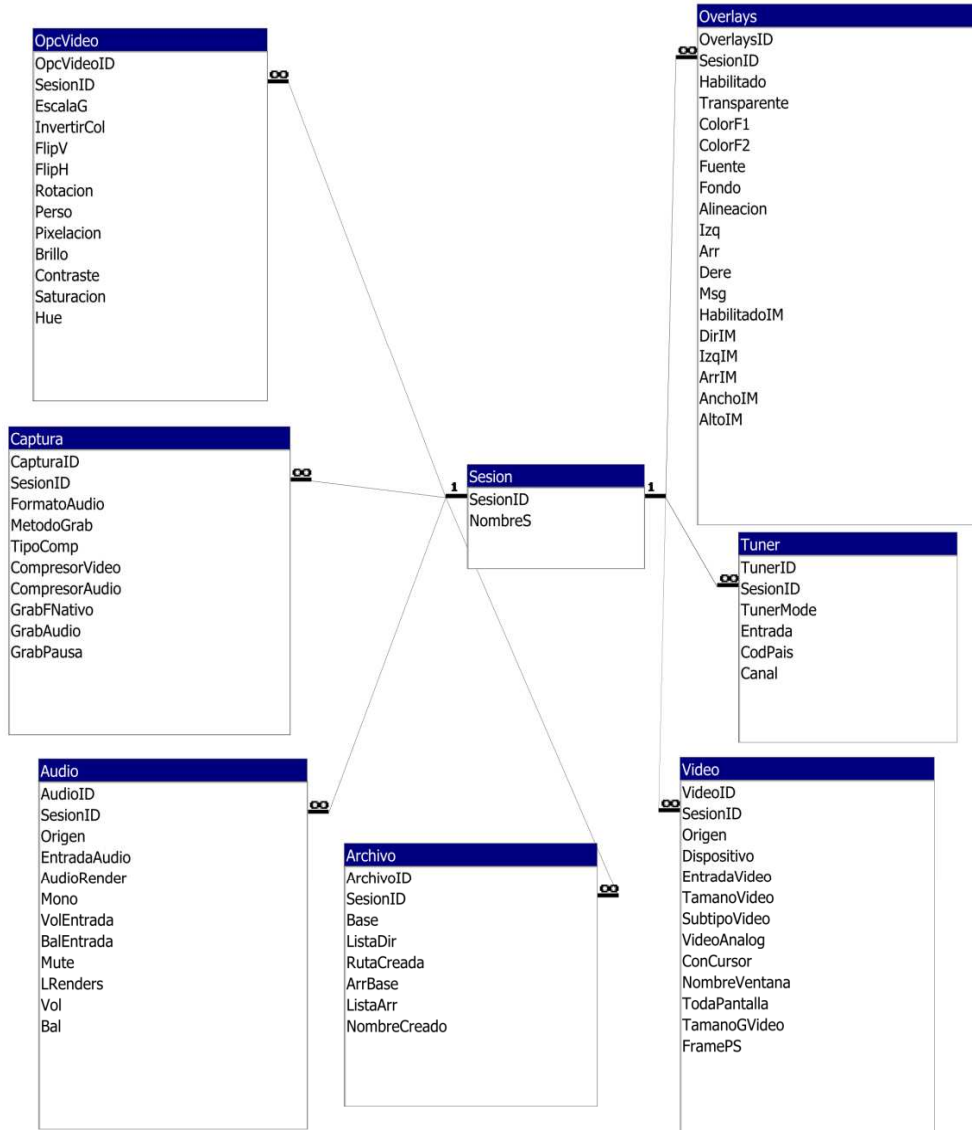 OpcVideo
OpcVideoID
SesionID
EscalaG
InvertirCol
FlipV
FlipH
Rotacion
Perso
Pixelacion
Brillo
Contraste
Saturacion
Hue
Overlays
OverlaysID
SesionID
Habilitado
Transparente
ColorF1
ColorF2
Fuente
Fondo
Alineacion
Izq
Arr
Dere
Msg
HabilitadoIM
DirIM
IzqIM
ArrIM
AnchoIM
AltoIM
Captura
CapturaID
SesionID
FormatoAudio
MetodoGrab
TipoComp
CompresorVideo
CompresorAudio
GrabFNativo
GrabAudio
GrabPausa
1
Sesion
SesionID
NombreS
1
Tuner
TunerID
SesionID
TunerMode
Entrada
CodPais
Canal
Audio
AudioID
SesionID
Origen
EntradaAudio
AudioRender
Mono
VolEntrada
BalEntrada
Mute
LRenders
Vol
Bal
Archivo
ArchivoID
SesionID
Base
ListaDir
RutaCreada
ArrBase
ListaArr
NombreCreado
Video
VideoID
SesionID
Origen
Dispositivo
EntradaVideo
TamanoVideo
SubtipoVideo
VideoAnalog
ConCursor
NombreVentana
TodaPantalla
TamanoGVideo
FramePS